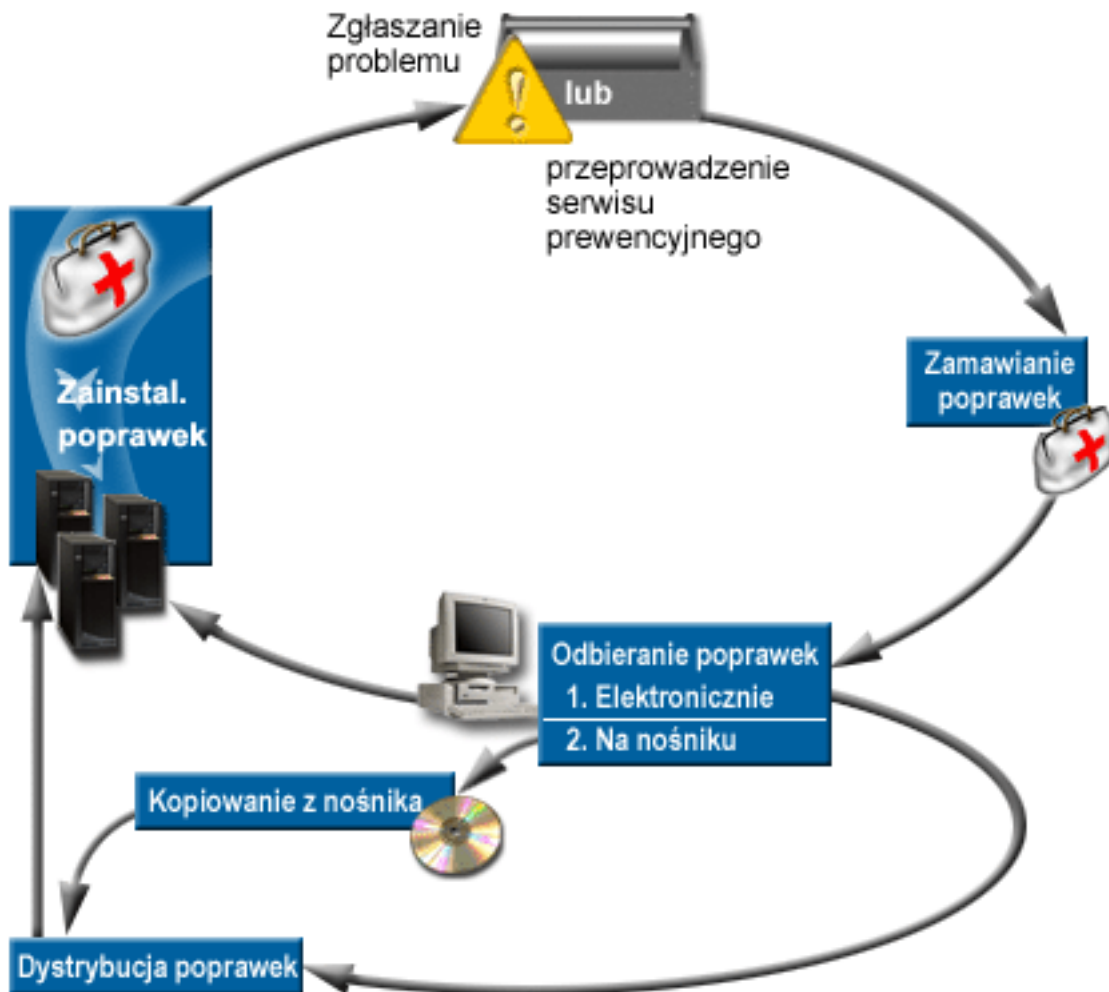 Zgłaszanie
problemu
lub
przeprowadzenie
serwisu
prewencyjnego
Zamawianie
poprawek
Zainstal.
poprawek
Odbieranie poprawek
1. Elektronicznie
2. Na nośniku
Kopiowanie z nośnika
Dystrybucja poprawek